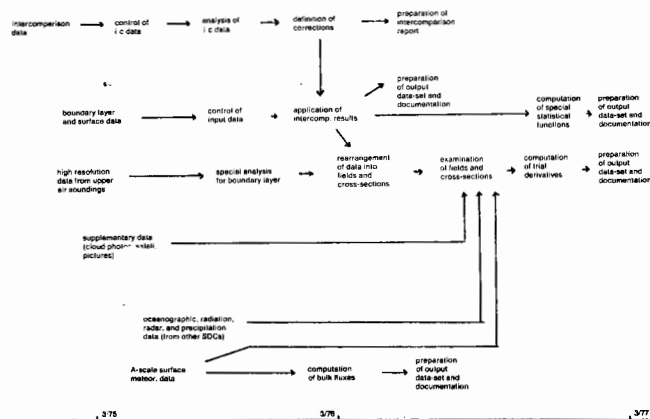 intercomparison
data
control of
i c data
analysis of
i c data
definition of
corrections
preparation of
intercomparison
report
preparation
of output
data-set and
documentation
boundary layer
and surface data
control of
input data
application of
intercomp. results
computation
of special
statistical
functions
preparation
of output
data-set and
documentation
rearrangement
of data into
fields and
cross-sections
high resolution
data from upper
air soundings
special analysis
for boundary layer
examination
of fields and
cross-sections
computation
of trial
derivatives
preparation
of output
data-set and
documentation
supplementary data
(cloud
pictures)
oceanographic, radiation,
radar, and precipitation
data (from other SDCs)
A-scale surface
meteor. data
computation
of bulk fluxes
preparation
of output
data-set and
documentation
3/75
3/76
3/77